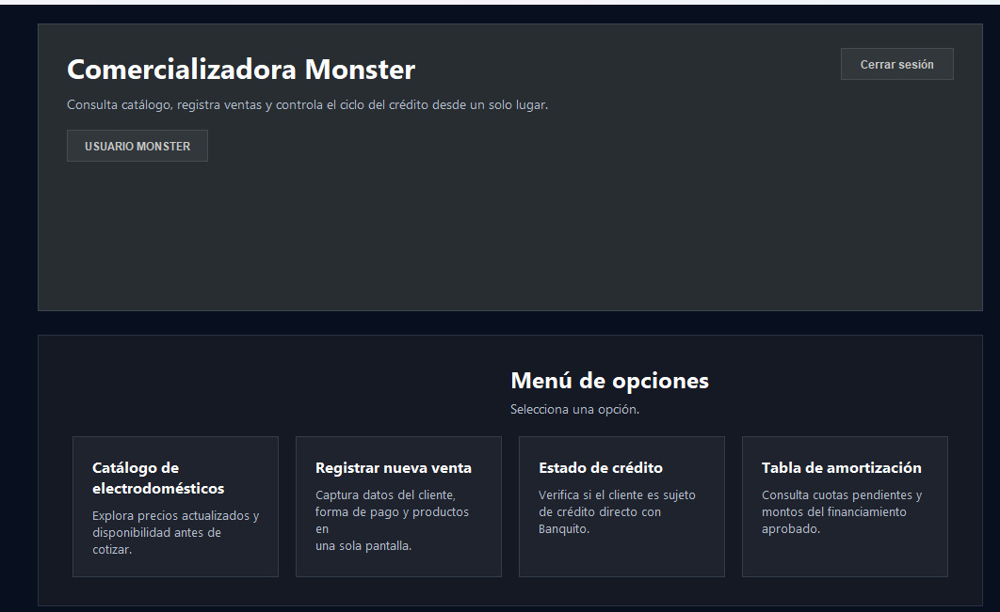 Comercializadora Monster
Cerrar sesión
Consulta catálogo, registra ventas y controla el ciclo del crédito desde un solo lugar.
USUARIO MONSTER
Menú de opciones
Selecciona una opción.
Catálogo de
electrodomésticos
Explora precios actualizados y
disponibilidad antes de
cotizar.
Registrar nueva venta
Captura datos del cliente,
forma de pago y productos
en
una sola pantalla.
Estado de crédito
Verifica si el cliente es sujeto
de crédito directo con
Banquito.
Tabla de amortización
Consulta cuotas pendientes y
montos del financiamiento
aprobado.